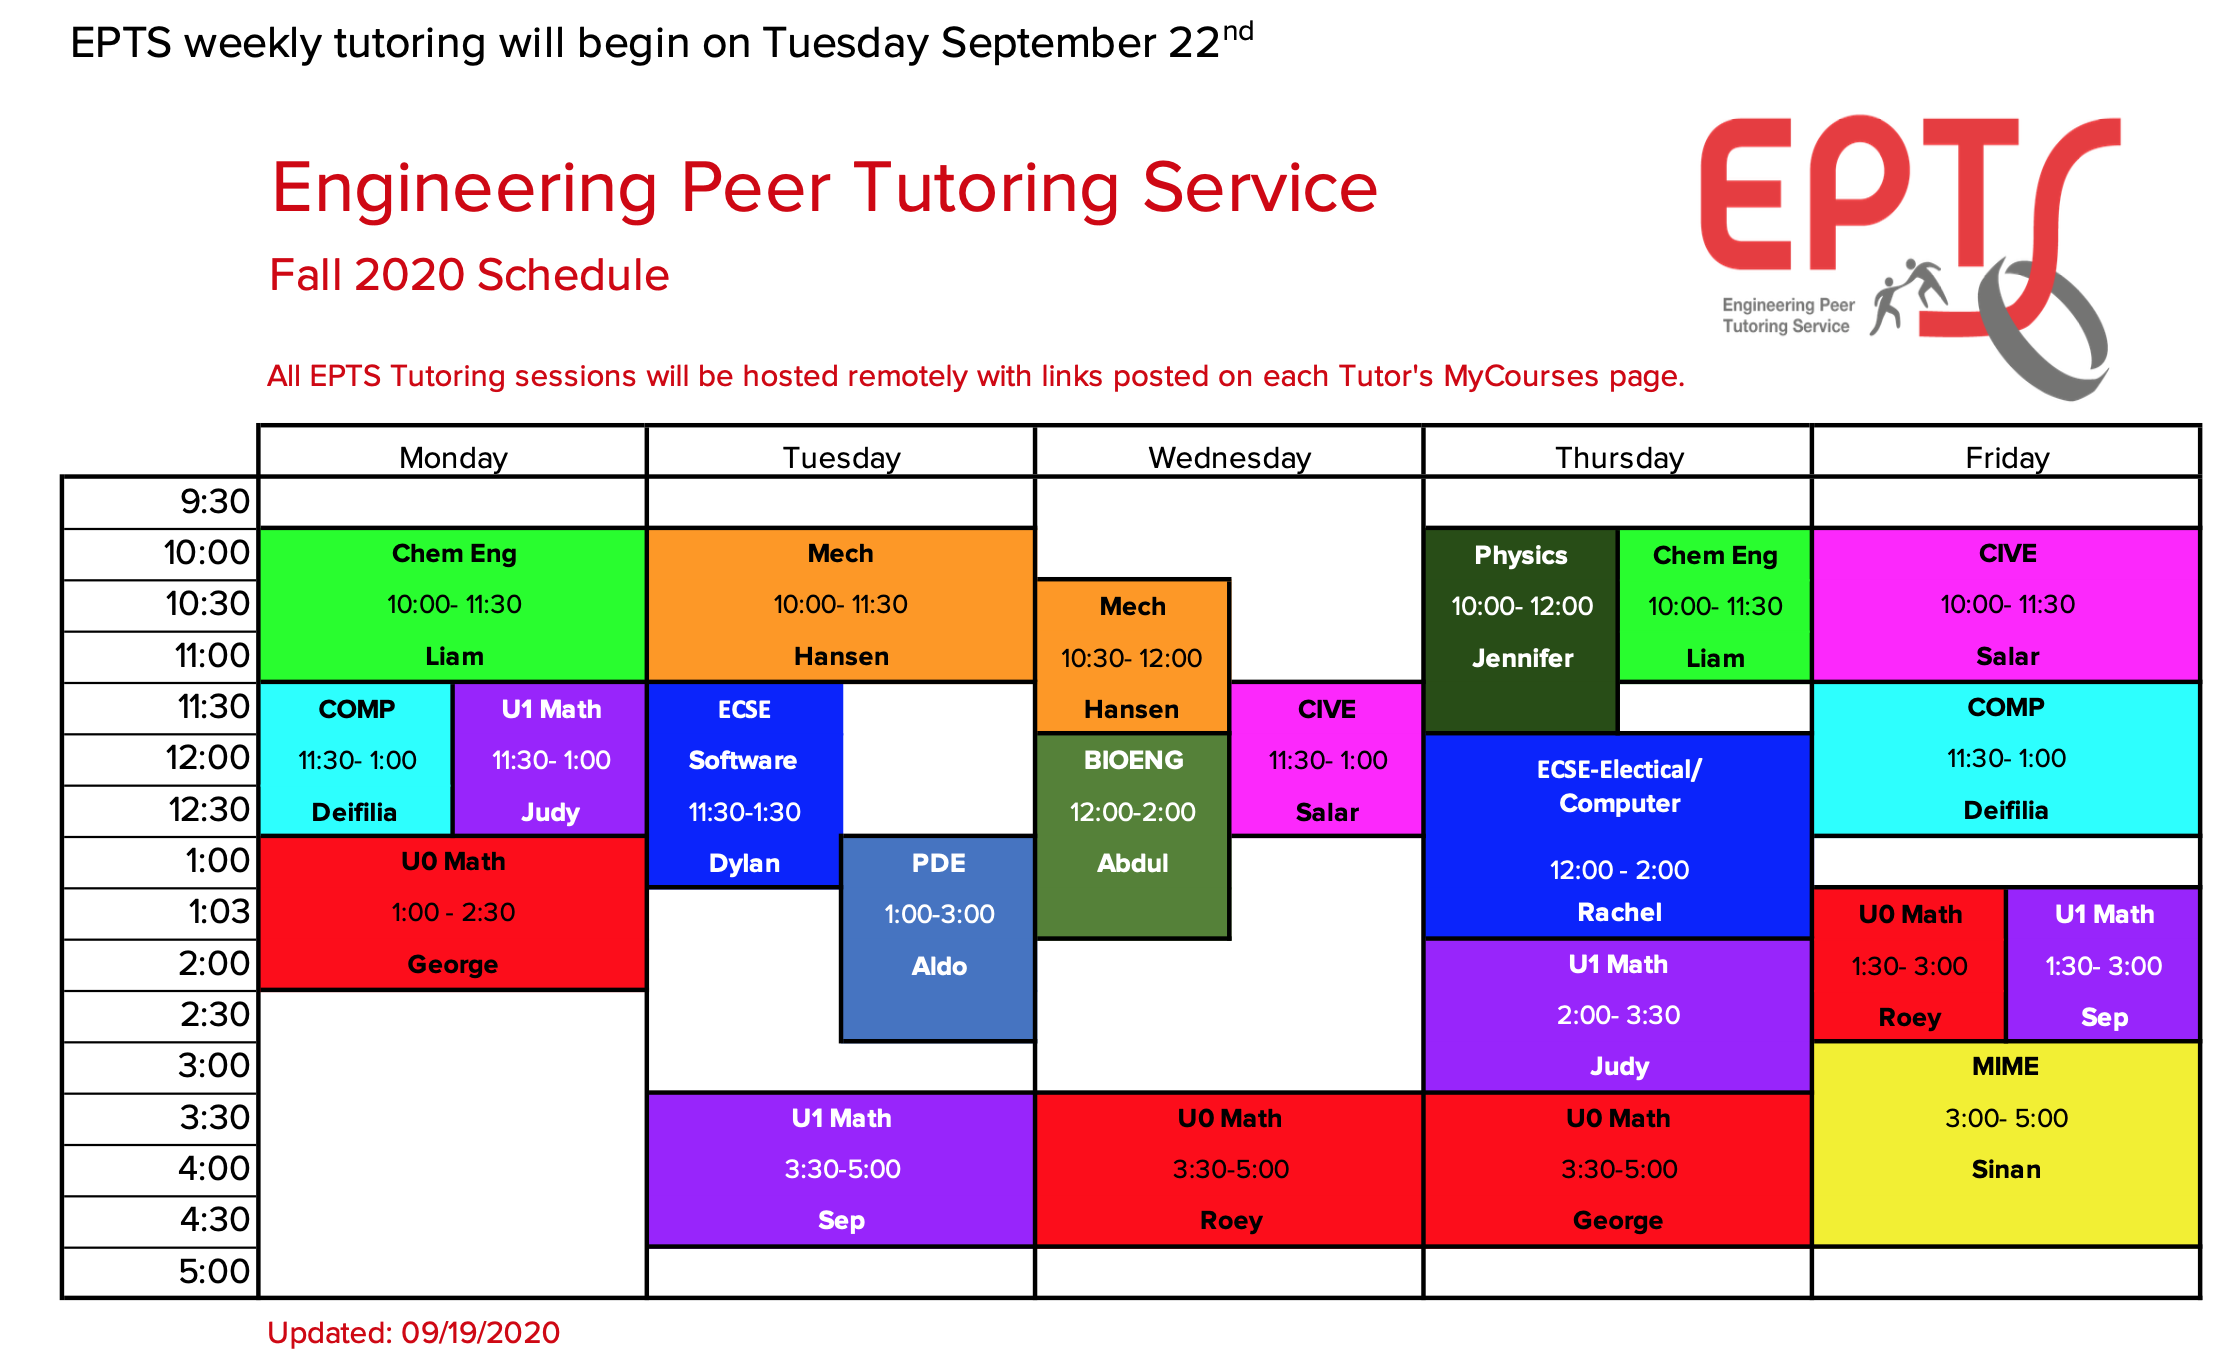 EPTS weekly tutoring will begin on Tuesday September 22nd
Engineering Peer Tutoring Service
Fall 2020 Schedule
EPTS
Engineering Peer
Tutoring Service
All EPTS Tutoring sessions will be hosted remotely with links posted on each Tutor's MyCourses page.
Monday Tuesday Wednesday Thursday Friday
9:30
10:00 Chem Eng Mech Physics Chem Eng CIVE
10:30 10:00- 11:30 10:00- 11:30 Mech 10:00- 12:00 10:00- 11:30 10:00- 11:30
11:00 Liam Hansen 10:30- 12:00 Jennifer Liam Salar
11:30 COMP U1 Math ECSE Hansen CIVE COMP
12:00 11:30- 1:00 11:30- 1:00 Software BIOENG 11:30- 1:00 ECSE-Electical/ 11:30- 1:00
12:30 Deifilia Judy 11:30-1:30 12:00-2:00 Salar Computer Deifilia
1:00 U0 Math Dylan PDE Abdul 12:00 - 2:00
1:03 1:00 - 2:30 1:00-3:00 Rachel U0 Math U1 Math
2:00 George Aldo U1 Math 1:30- 3:00 1:30- 3:00
2:30 2:00- 3:30 Roey Sep
3:00 Judy MIME
3:30 U1 Math U0 Math U0 Math 3:00- 5:00
4:00 3:30-5:00 3:30-5:00 3:30-5:00 Sinan
4:30 Sep Roey George
5:00
Updated: 09/19/2020